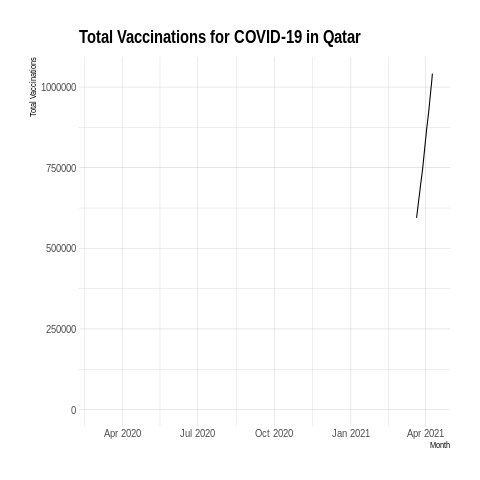 Total Vaccinations for COVID-19 in Qatar
Total Vaccinations
1000000
750000
500000
250000
0
Apr 2020 Jul 2020 Oct 2020 Jan 2021 Apr 2021
Month